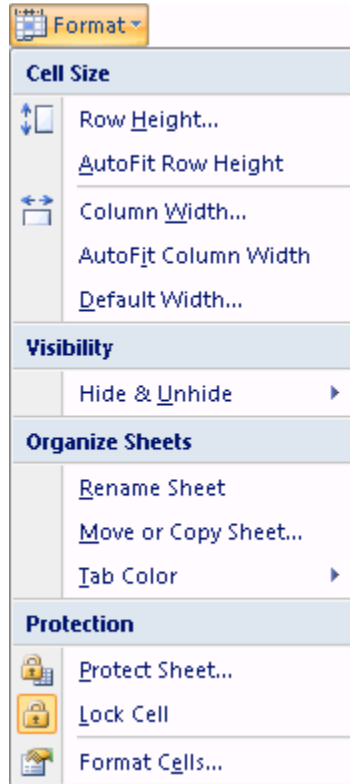 Format
Cell Size
Row Height...
AutoFit Row Height
Column Width...
AutoFit Column Width
Default Width...
Visibility
Hide & Unhide
Organize Sheets
Rename Sheet
Move or Copy Sheet...
Tab Color
Protection
Protect Sheet...
Lock Cell
Format Cells...